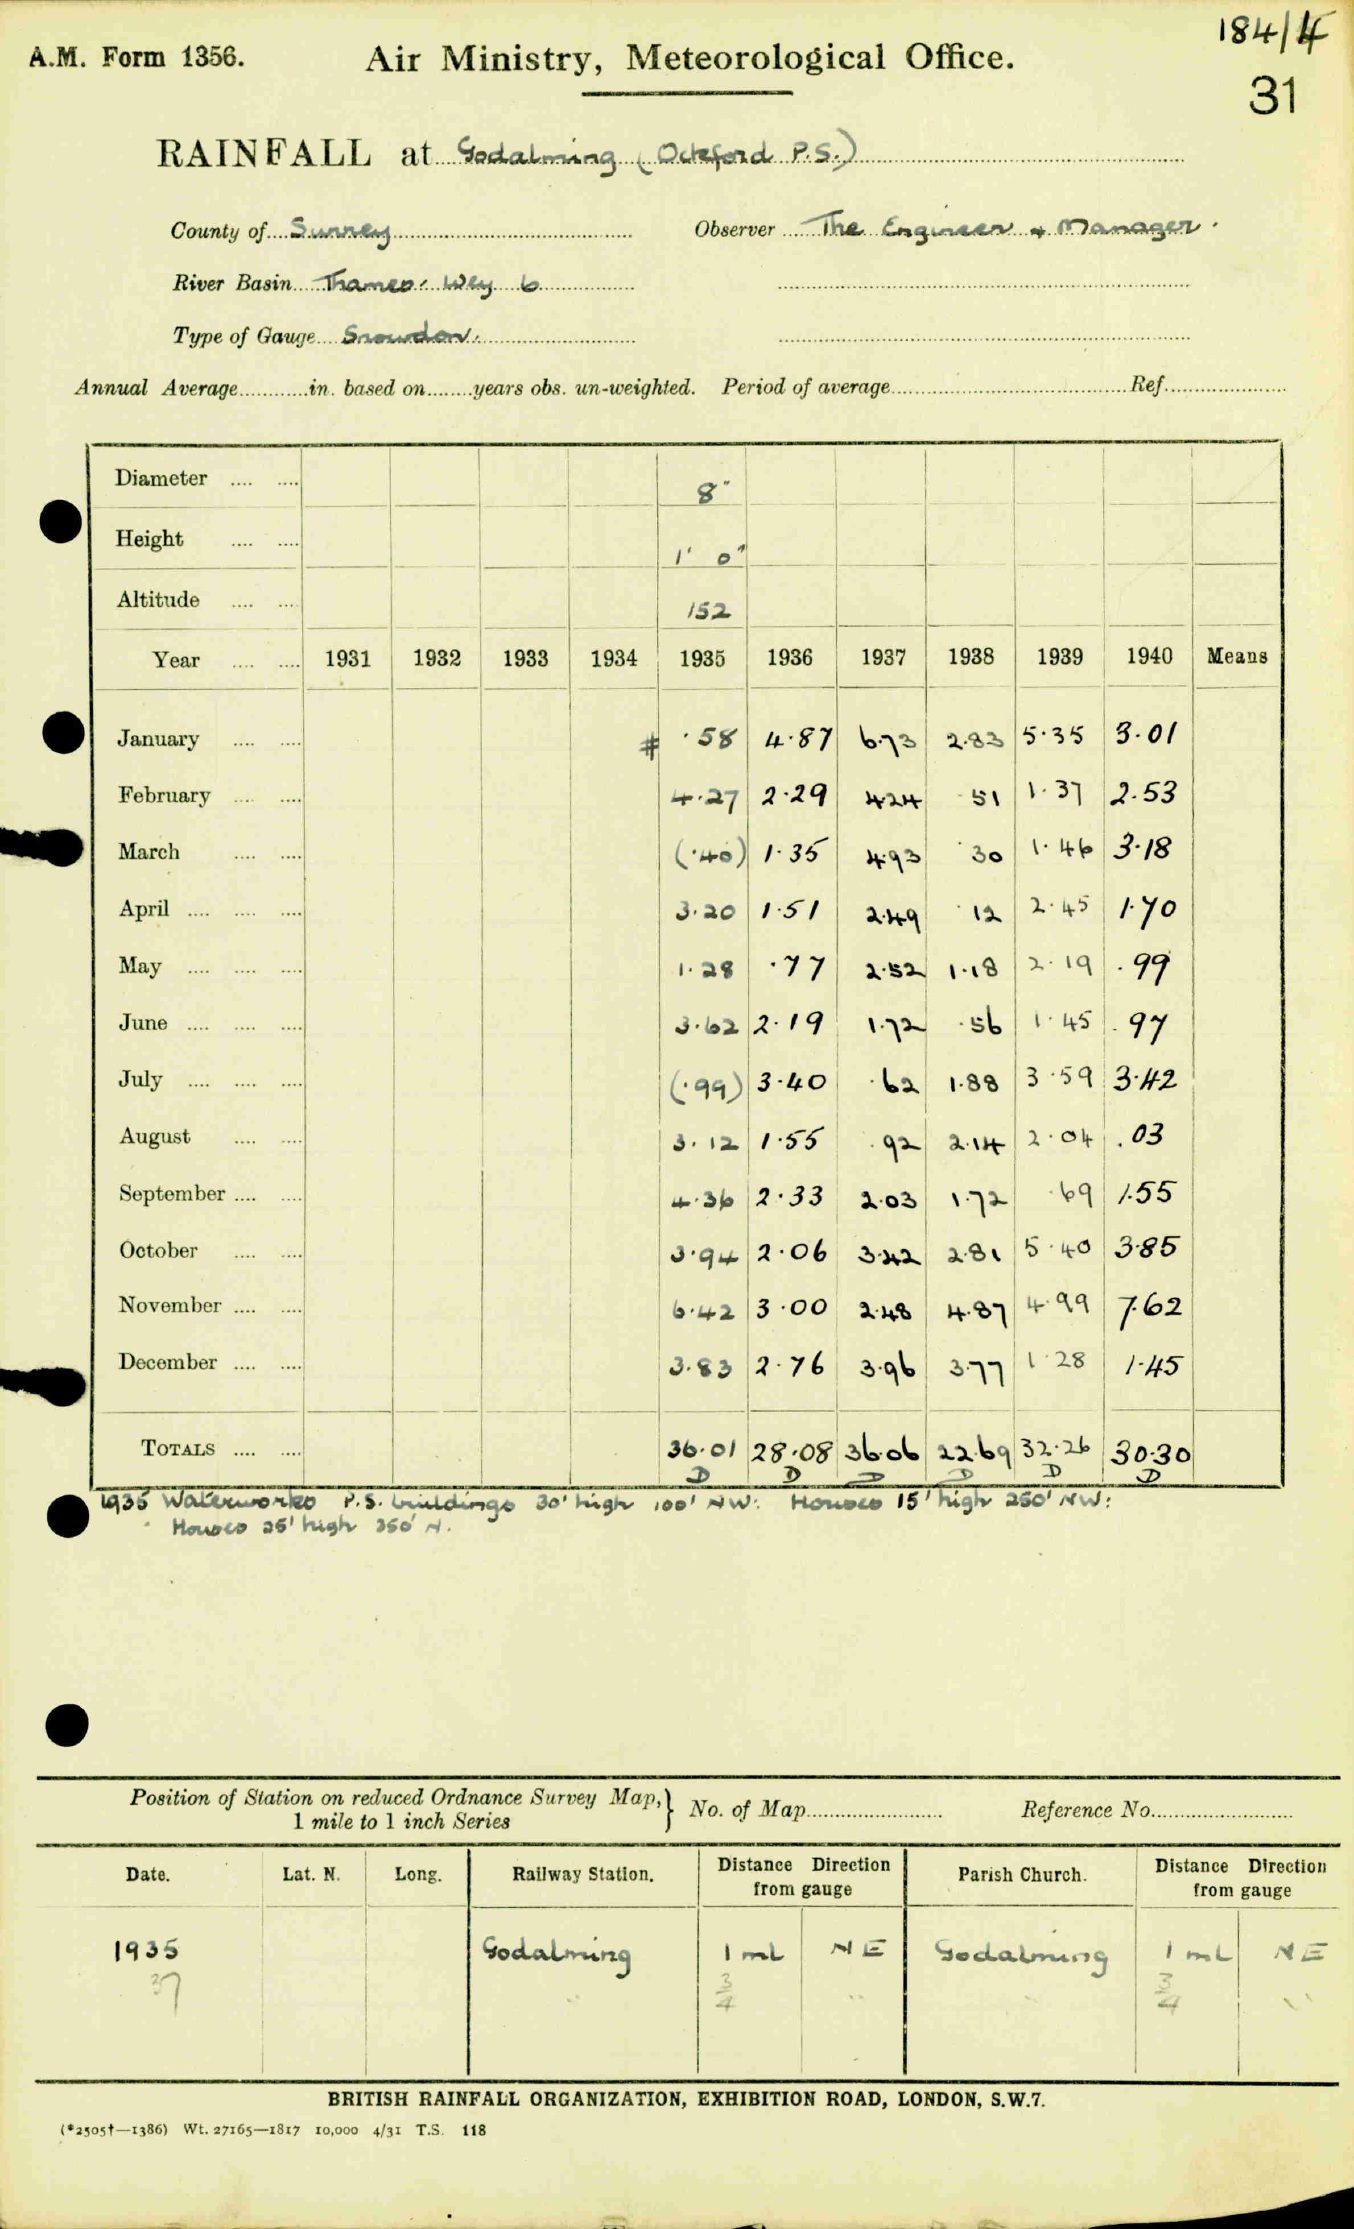 184/4
A.M. Form 1356. Air Ministry, Meteorological Office.
31
RAINFALL at Godalming (Ockford P.S.)
County of Surrey Observer The Engineer & Manager.
River Basin Thames. Wey 6
Type of Gauge Snowdon.
Annual Average in. based on years obs. un-weighted. Period of average Ref.
Diameter 8"
Height 1' 0"
Altitude 152
Year 1931 1932 1933 1934 1935 1936 1937 1938 1939 1940 Means
January # .58 4.87 6.73 2.83 5.35 3.01
February 4.27 2.29 4.24 .51 1.37 2.53
March (.40) 1.35 4.93 .30 1.46 3.18
April 3.20 1.51 2.49 .12 2.45 1.70
May 1.28 .77 2.52 1.18 2.19 .99
June 3.62 2.19 1.72 .56 1.45 .97
July (.99) 3.40 .62 1.88 3.59 3.42
August 3.12 1.55 .92 2.14 2.04 .03
September 4.36 2.33 2.03 1.72 .69 1.55
October 3.94 2.06 3.42 2.81 5.40 3.85
November 6.42 3.00 2.48 4.87 4.99 7.62
December 3.83 2.76 3.96 3.77 1.28 1.45
TOTALS 36.01 28.08 36.06 22.69 32.26 30.30
D D D D D D
1935 Waterworks P.S. buildings 30' high 100' NW: Houses 15' high 250' NW:
Houses 25' high 350' N.
Position of Station on reduced Ordnance Survey Map, } No. of Map Reference No.
1 mile to 1 inch Series
Date. Lat. N. Long. Railway Station. Distance Direction from gauge Parish Church. Distance Direction from gauge
1935 Godalming 1 ml NE Godalming 1 ml NE
37 " 3/4 " " 3/4 "
BRITISH RAINFALL ORGANIZATION, EXHIBITION ROAD, LONDON, S.W.7.
(*2505†—1386) Wt. 27165—1817 10,000 4/31 T.S. 118